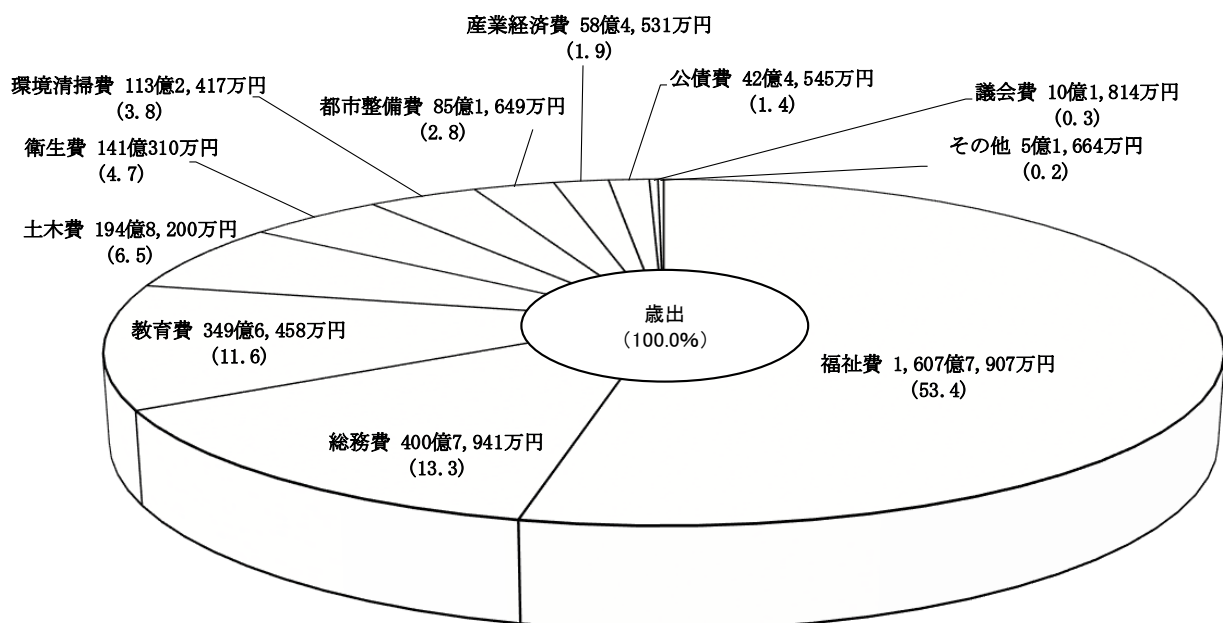 産業経済費 58億4,531万円
(1.9)
環境清掃費 113億2,417万円
(3.8)
都市整備費 85億1,649万円
(2.8)
公債費 42億4,545万円
(1.4)
議会費 10億1,814万円
(0.3)
衛生費 141億310万円
(4.7)
その他 5億1,664万円
(0.2)
土木費 194億8,200万円
(6.5)
教育費 349億6,458万円
(11.6)
歳出
(100.0%)
福祉費 1,607億7,907万円
(53.4)
総務費 400億7,941万円
(13.3)